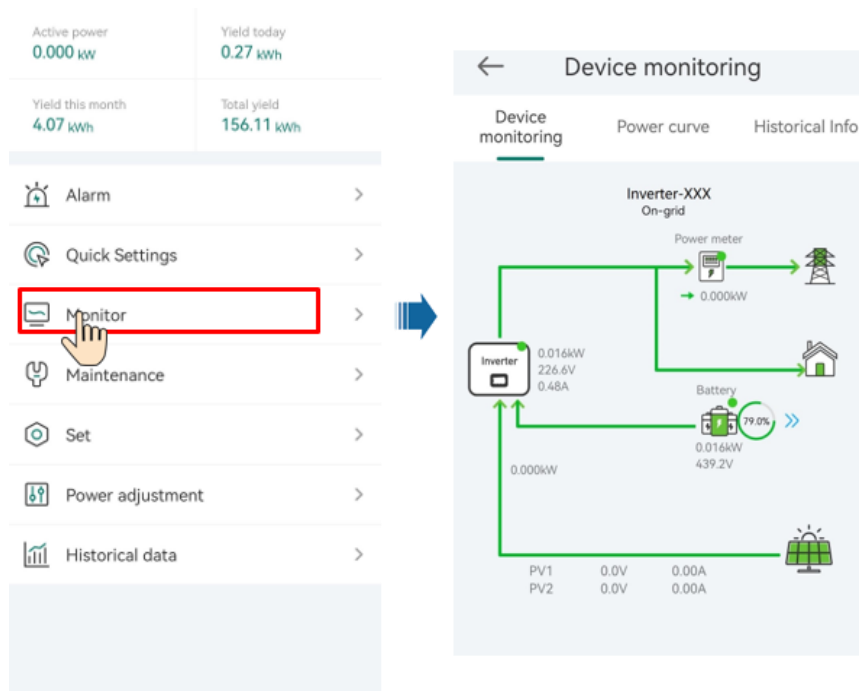 Active power
Yield today
0.000 kW
0.27 kWh
Yield this month
Total yield
4.07 kWh
156.11 kWh
Alarm
Quick Settings
Monitor
Maintenance
Set
Power adjustment
Historical data
Device monitoring
Device
monitoring
Power curve
Historical Info
Inverter-XXX
On-grid
Power meter
0.000kW
Inverter
0.016kW
226.6V
0.48A
Battery
79.0%
0.016kW
439.2V
0.000kW
PV1 0.0V 0.00A
PV2 0.0V 0.00A